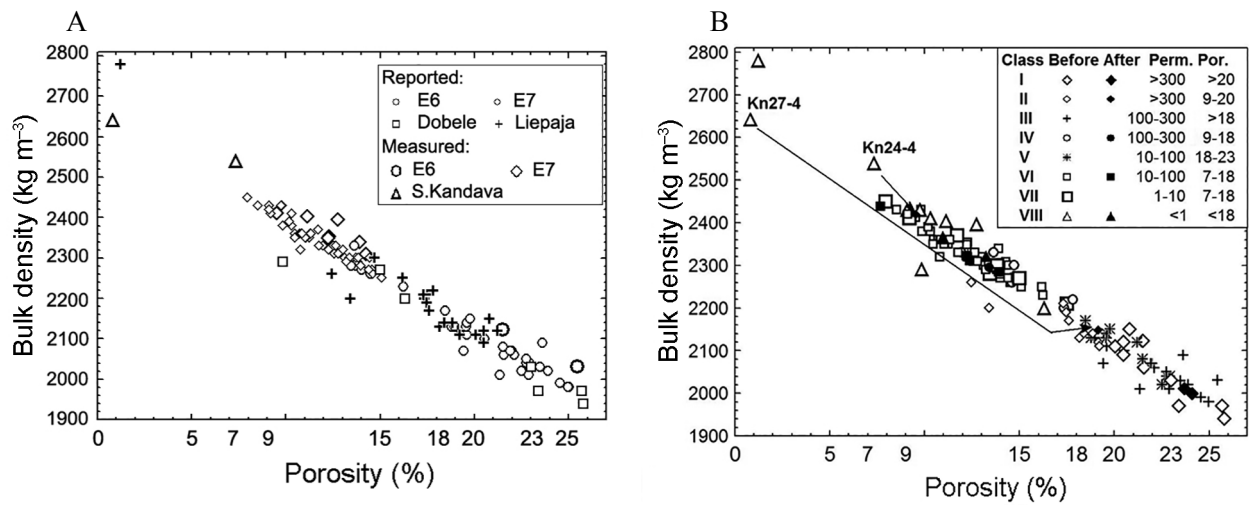 A
Bulk density (kg m⁻³)
2800
2700
2600
2500
2400
2300
2200
2100
2000
1900
0 5 7 9 15 20 23 25
Porosity (%)
Reported:
E6 E7
Dobele Liepaja
Measured:
E6 E7
S.Kandava
B
Bulk density (kg m⁻³)
2800
2700
2600
2500
2400
2300
2200
2100
2000
1900
0 5 7 9 15 18 20 23 25
Porosity (%)
Kn27-4
Kn24-4
Class Before After Perm. Por.
I >300 >20
II >300 9-20
III 100-300 >18
IV 100-300 9-18
V 10-100 18-23
VI 10-100 7-18
VII 1-10 7-18
VIII <1 <18